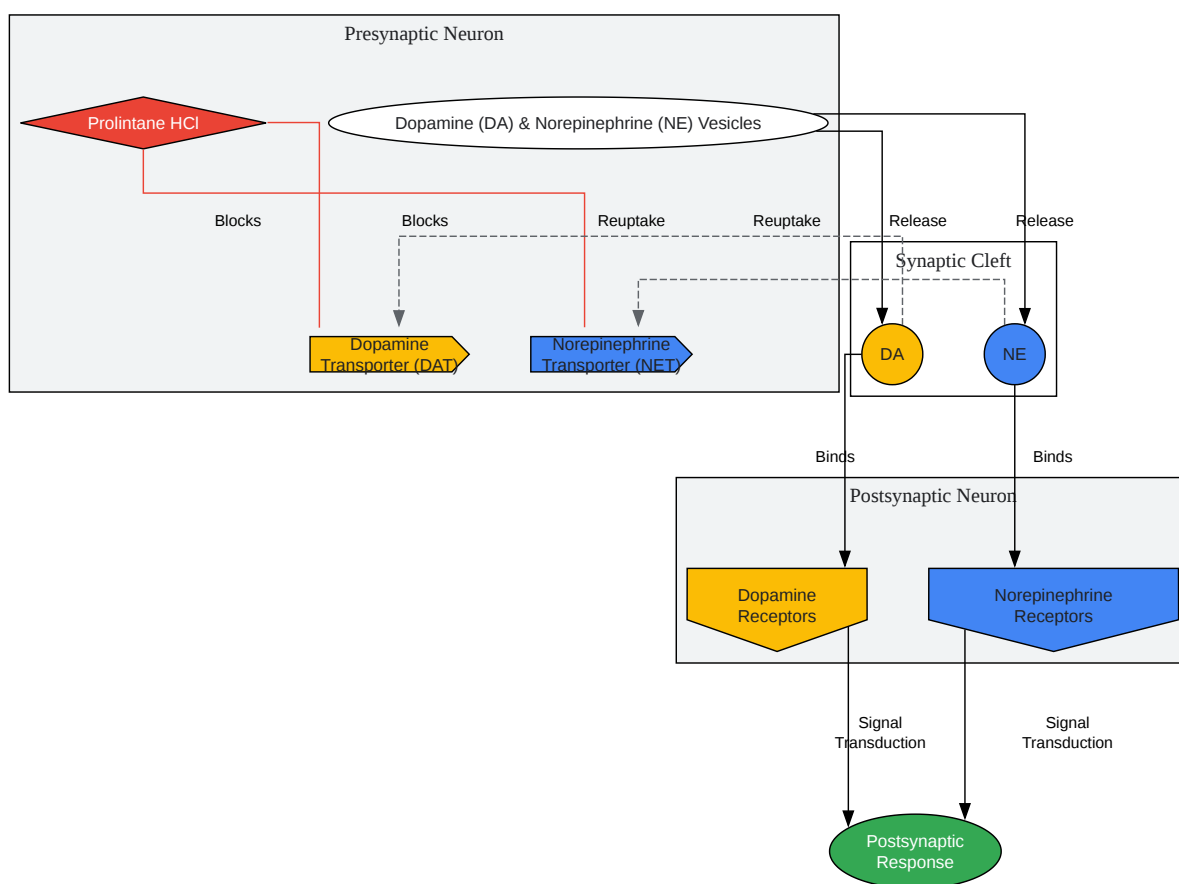 Presynaptic Neuron
Prolintane HCl
Dopamine (DA) & Norepinephrine (NE) Vesicles
Blocks
Blocks
Reuptake
Reuptake
Release
Release
Synaptic Cleft
Dopamine
Transporter (DAT)
Norepinephrine
Transporter (NET)
DA
NE
Binds
Binds
Postsynaptic Neuron
Dopamine
Receptors
Norepinephrine
Receptors
Signal
Transduction
Signal
Transduction
Postsynaptic
Response